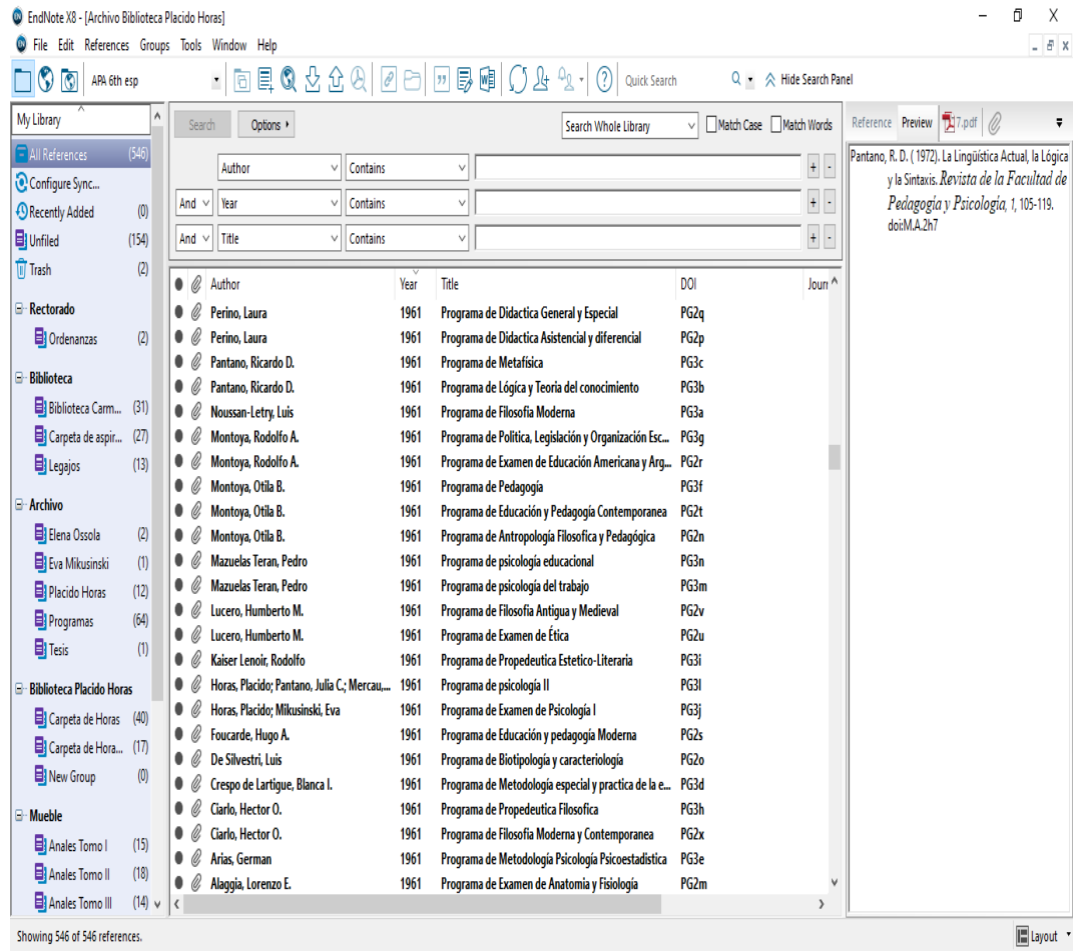 EndNote X8 - [Archivo Biblioteca Placido Horas]
File Edit References Groups Tools Window Help
APA 6th esp
Quick Search
Hide Search Panel
My Library
All References (546)
Configure Sync...
Recently Added (0)
Unfiled (154)
Trash (2)
Rectorado
Ordenanzas (2)
Biblioteca
Biblioteca Carm... (31)
Carpeta de aspir... (27)
Legajos (13)
Archivo
Elena Ossola (2)
Eva Mikusinski (1)
Placido Horas (12)
Programas (64)
Tesis (1)
Biblioteca Placido Horas
Carpeta de Horas (40)
Carpeta de Hora... (17)
New Group (0)
Mueble
Anales Tomo I (15)
Anales Tomo II (18)
Anales Tomo III (14)
Search Options Search Whole Library Match Case Match Words
Author Contains + -
And Year Contains + -
And Title Contains + -
Author Year Title DOI Journ
Perino, Laura 1961 Programa de Didactica General y Especial PG2q
Perino, Laura 1961 Programa de Didactica Asistencial y diferencial PG2p
Pantano, Ricardo D. 1961 Programa de Metafísica PG3c
Pantano, Ricardo D. 1961 Programa de Lógíca y Teoria del conocimiento PG3b
Noussan-Letry, Luis 1961 Programa de Filosofia Moderna PG3a
Montoya, Rodolfo A. 1961 Programa de Politica, Legislación y Organización Esc... PG3g
Montoya, Rodolfo A. 1961 Programa de Examen de Educación Americana y Arg... PG2r
Montoya, Otila B. 1961 Programa de Pedagogía PG3f
Montoya, Otila B. 1961 Programa de Educación y Pedagogía Contemporanea PG2t
Montoya, Otila B. 1961 Programa de Antropología Filosofica y Pedagógica PG2n
Mazuelas Teran, Pedro 1961 Programa de psicología educacional PG3n
Mazuelas Teran, Pedro 1961 Programa de psicología del trabajo PG3m
Lucero, Humberto M. 1961 Programa de Filosofia Antigua y Medieval PG2v
Lucero, Humberto M. 1961 Programa de Examen de Ética PG2u
Kaiser Lenoir, Rodolfo 1961 Programa de Propedeutica Estetico-Literaria PG3i
Horas, Placido; Pantano, Julia C.; Mercau,... 1961 Programa de psicología II PG3l
Horas, Placido; Mikusinski, Eva 1961 Programa de Examen de Psicología I PG3j
Foucarde, Hugo A. 1961 Programa de Educación y pedagogía Moderna PG2s
De Silvestri, Luis 1961 Programa de Biotipología y caracteriología PG2o
Crespo de Lartigue, Blanca I. 1961 Programa de Metodología especial y practica de la e... PG3d
Ciarlo, Hector O. 1961 Programa de Propedeutica Filosofica PG3h
Ciarlo, Hector O. 1961 Programa de Filosofia Moderna y Contemporanea PG2x
Arias, German 1961 Programa de Metodología Psicología Psicoestadistica PG3e
Alaggia, Lorenzo E. 1961 Programa de Examen de Anatomia y Fisiología PG2m
Reference Preview 7.pdf
Pantano, R. D. ( 1972). La Lingüística Actual, la Lógica
y la Sintaxis. Revista de la Facultad de
Pedagogía y Psicología, 1, 105-119.
doi:M.A.2h7
Showing 546 of 546 references.
Layout